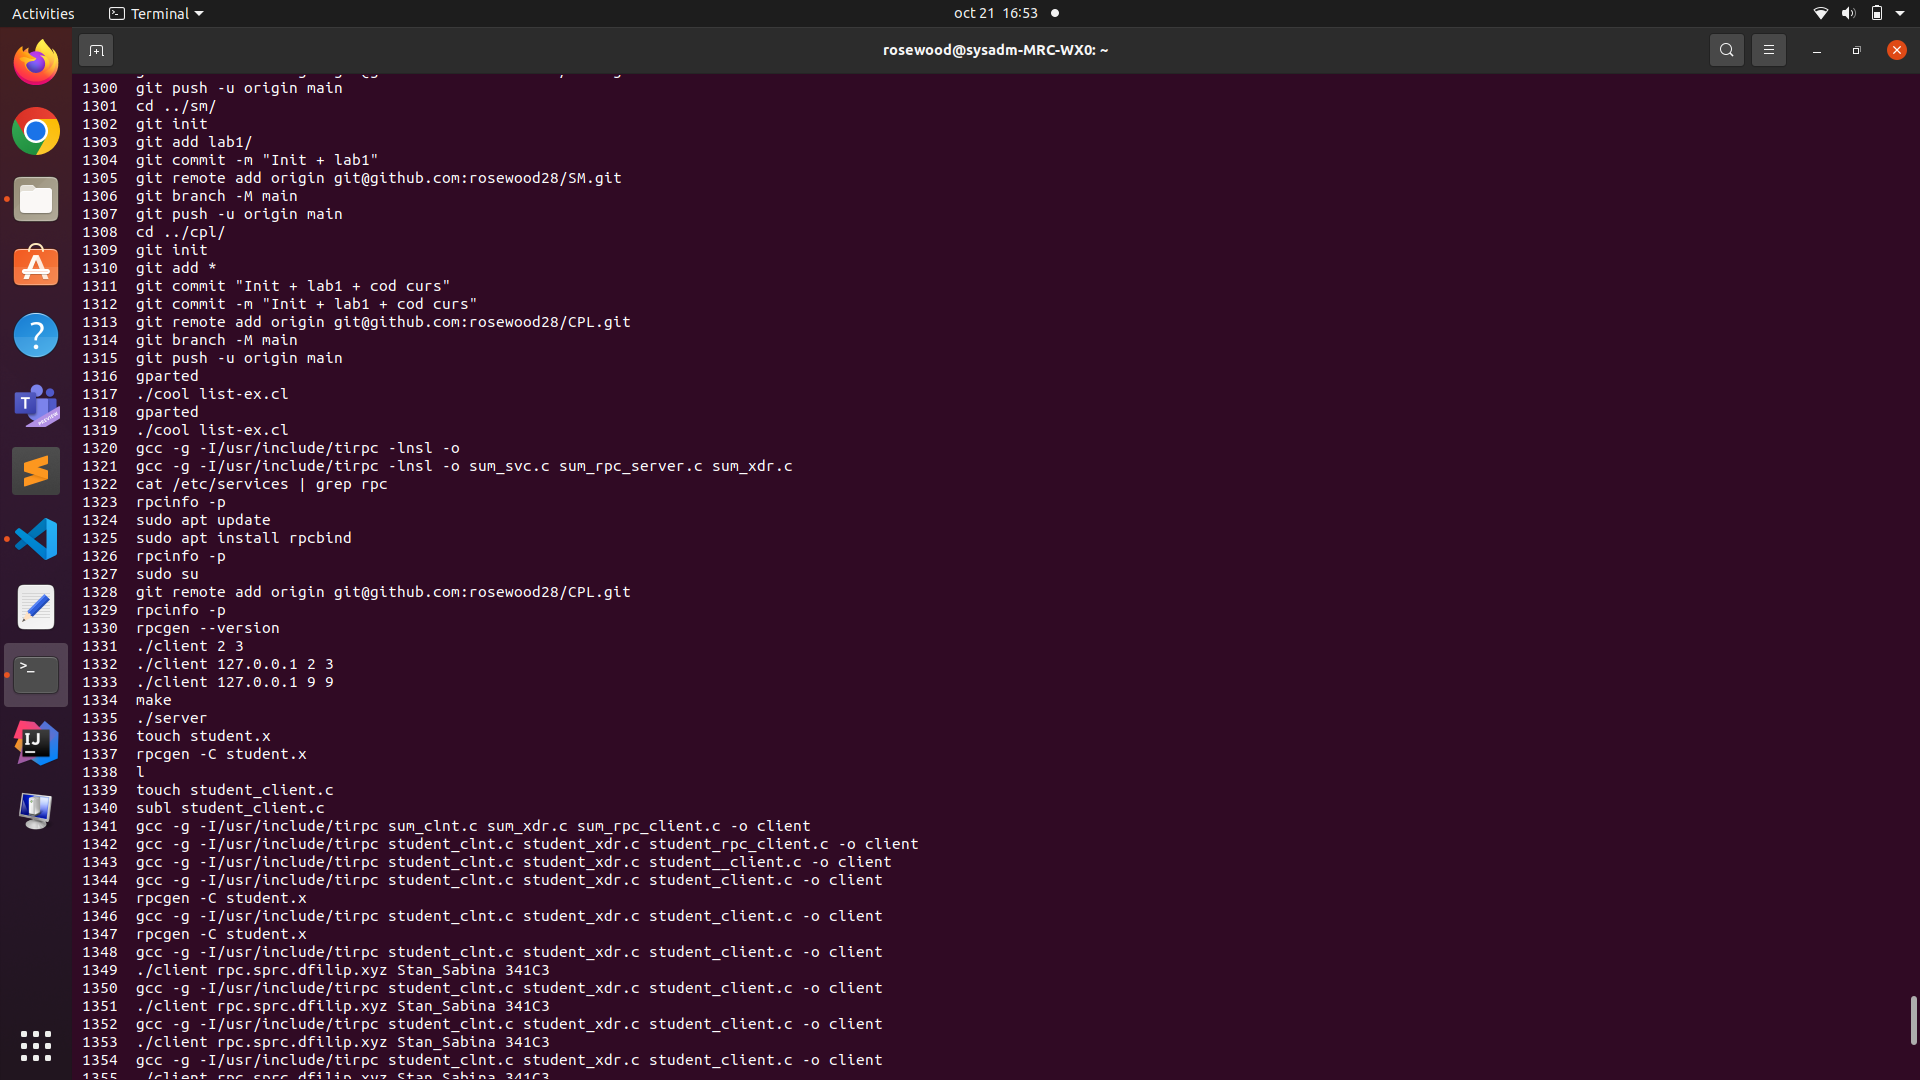 Activities
Terminal
oct 21 16:53
rosewood@sysadm-MRC-WX0: ~
1300 git push -u origin main
1301 cd ../sm/
1302 git init
1303 git add lab1/
1304 git commit -m "Init + lab1"
1305 git remote add origin git@github.com:rosewood28/SM.git
1306 git branch -M main
1307 git push -u origin main
1308 cd ../cpl/
1309 git init
1310 git add *
1311 git commit "Init + lab1 + cod curs"
1312 git commit -m "Init + lab1 + cod curs"
1313 git remote add origin git@github.com:rosewood28/CPL.git
1314 git branch -M main
1315 git push -u origin main
1316 gparted
1317 ./cool list-ex.cl
1318 gparted
1319 ./cool list-ex.cl
1320 gcc -g -I/usr/include/tirpc -lnsl -o
1321 gcc -g -I/usr/include/tirpc -lnsl -o sum_svc.c sum_rpc_server.c sum_xdr.c
1322 cat /etc/services | grep rpc
1323 rpcinfo -p
1324 sudo apt update
1325 sudo apt install rpcbind
1326 rpcinfo -p
1327 sudo su
1328 git remote add origin git@github.com:rosewood28/CPL.git
1329 rpcinfo -p
1330 rpcgen --version
1331 ./client 2 3
1332 ./client 127.0.0.1 2 3
1333 ./client 127.0.0.1 9 9
1334 make
1335 ./server
1336 touch student.x
1337 rpcgen -C student.x
1338 l
1339 touch student_client.c
1340 subl student_client.c
1341 gcc -g -I/usr/include/tirpc sum_clnt.c sum_xdr.c sum_rpc_client.c -o client
1342 gcc -g -I/usr/include/tirpc student_clnt.c student_xdr.c student_rpc_client.c -o client
1343 gcc -g -I/usr/include/tirpc student_clnt.c student_xdr.c student__client.c -o client
1344 gcc -g -I/usr/include/tirpc student_clnt.c student_xdr.c student_client.c -o client
1345 rpcgen -C student.x
1346 gcc -g -I/usr/include/tirpc student_clnt.c student_xdr.c student_client.c -o client
1347 rpcgen -C student.x
1348 gcc -g -I/usr/include/tirpc student_clnt.c student_xdr.c student_client.c -o client
1349 ./client rpc.sprc.dfilip.xyz Stan_Sabina 341C3
1350 gcc -g -I/usr/include/tirpc student_clnt.c student_xdr.c student_client.c -o client
1351 ./client rpc.sprc.dfilip.xyz Stan_Sabina 341C3
1352 gcc -g -I/usr/include/tirpc student_clnt.c student_xdr.c student_client.c -o client
1353 ./client rpc.sprc.dfilip.xyz Stan_Sabina 341C3
1354 gcc -g -I/usr/include/tirpc student_clnt.c student_xdr.c student_client.c -o client
1355 ./client rpc.sprc.dfilip.xyz Stan_Sabina 341C3